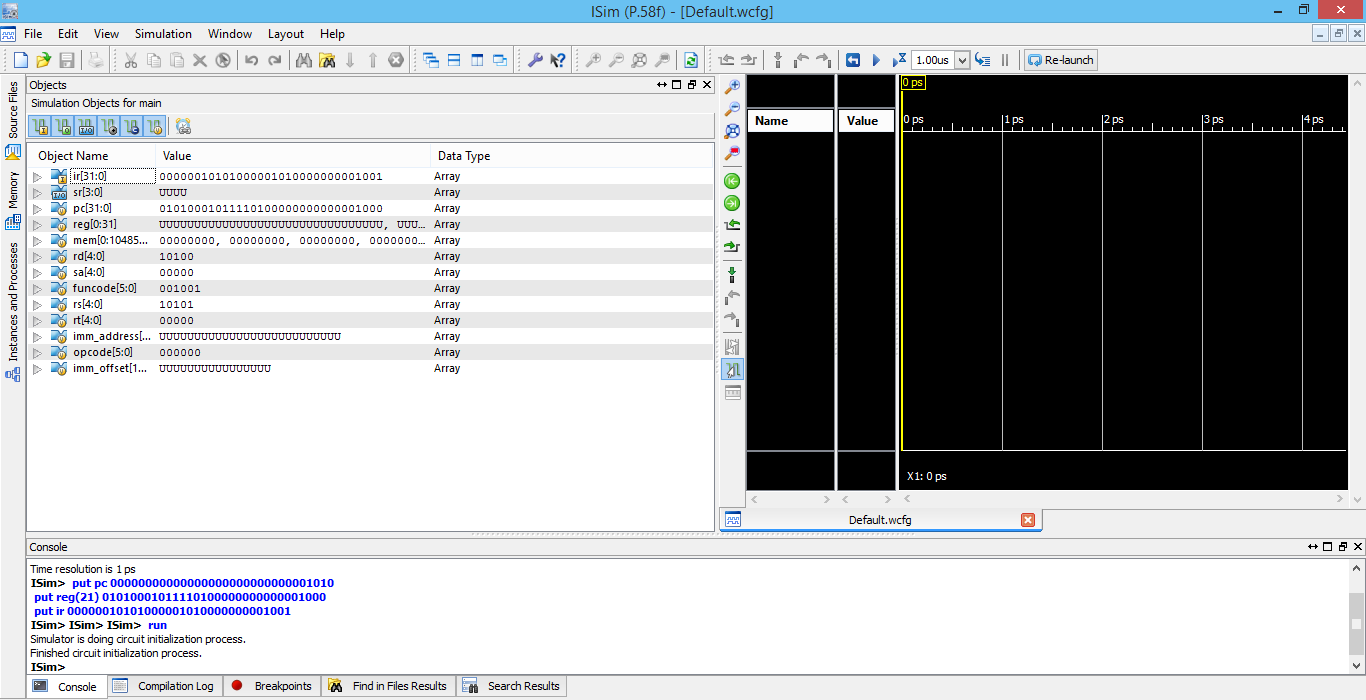 ISim (P.58f) - [Default.wcfg]
File Edit View Simulation Window Layout Help
1.00us Re-launch
Source Files
Memory
Instances and Processes
Objects
Simulation Objects for main
Object Name Value Data Type
ir[31:0] 00000010101000001010000000001001 Array
sr[3:0] UUUU Array
pc[31:0] 01010001011110100000000000001000 Array
reg[0:31] UUUUUUUUUUUUUUUUUUUUUUUUUUUUUUUU, UUU... Array
mem[0:10485... 00000000, 00000000, 00000000, 0000000... Array
rd[4:0] 10100 Array
sa[4:0] 00000 Array
funcode[5:0] 001001 Array
rs[4:0] 10101 Array
rt[4:0] 00000 Array
imm_address[... UUUUUUUUUUUUUUUUUUUUUUUUUU Array
opcode[5:0] 000000 Array
imm_offset[1... UUUUUUUUUUUUUUUU Array
Name Value
0 ps
0 ps 1 ps 2 ps 3 ps 4 ps
X1: 0 ps
Default.wcfg
Console
Time resolution is 1 ps
ISim> put pc 00000000000000000000000000001010
put reg(21) 01010001011110100000000000001000
put ir 00000010101000001010000000001001
ISim> ISim> ISim> run
Simulator is doing circuit initialization process.
Finished circuit initialization process.
ISim>
Console Compilation Log Breakpoints Find in Files Results Search Results